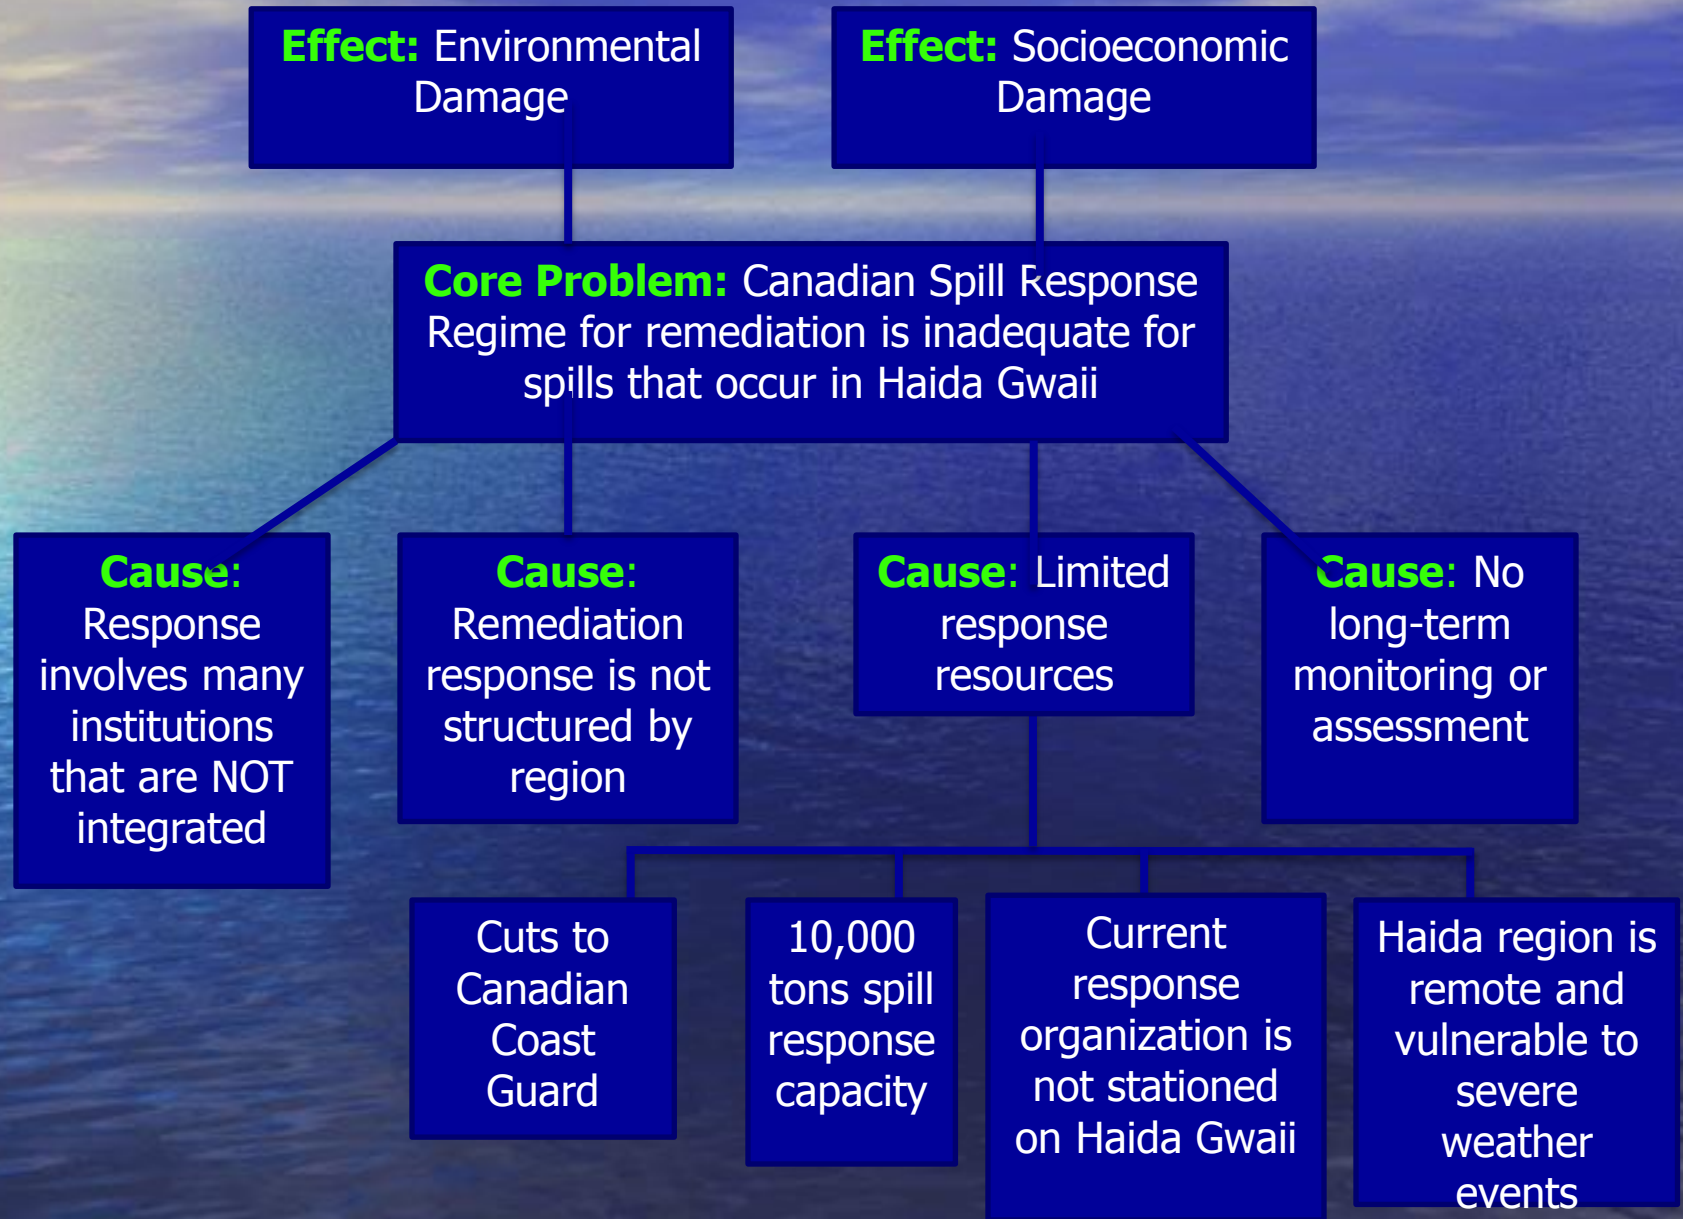 Effect: Environmental
Damage
Effect: Socioeconomic
Damage
Core Problem: Canadian Spill Response
Regime for remediation is inadequate for
spills that occur in Haida Gwaii
Cause:
Response
involves many
institutions
that are NOT
integrated
Cause:
Remediation
response is not
structured by
region
Cause: Limited
response
resources
Cause: No
long-term
monitoring or
assessment
Cuts to
Canadian
Coast
Guard
10,000
tons spill
response
capacity
Current
response
organization is
not stationed
on Haida Gwaii
Haida region is
remote and
vulnerable to
severe
weather
events